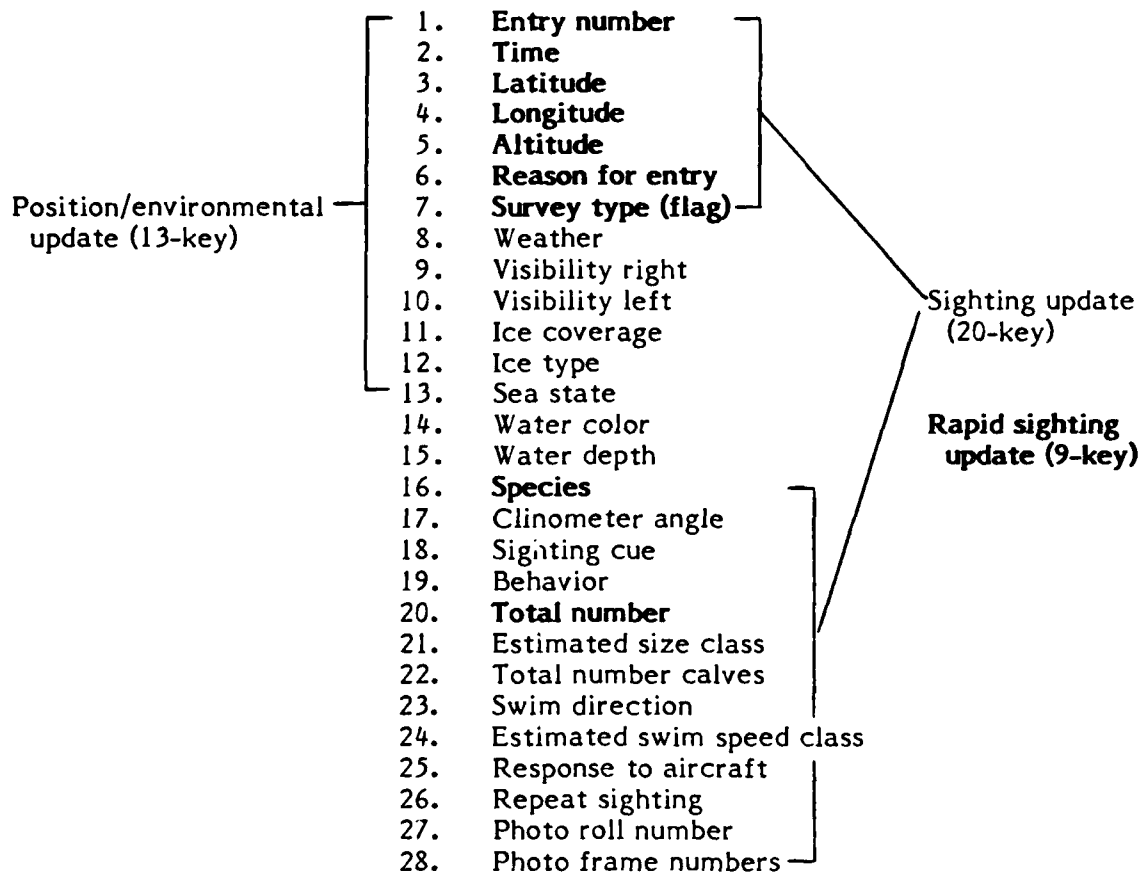 1. Entry number
2. Time
3. Latitude
4. Longitude
5. Altitude
6. Reason for entry
7. Survey type (flag)
8. Weather
9. Visibility right
10. Visibility left
11. Ice coverage
12. Ice type
13. Sea state
14. Water color
15. Water depth
16. Species
17. Clinometer angle
18. Sighting cue
19. Behavior
20. Total number
21. Estimated size class
22. Total number calves
23. Swim direction
24. Estimated swim speed class
25. Response to aircraft
26. Repeat sighting
27. Photo roll number
28. Photo frame numbers
Position/environmental
update (13-key)
Sighting update
(20-key)
Rapid sighting
update (9-key)